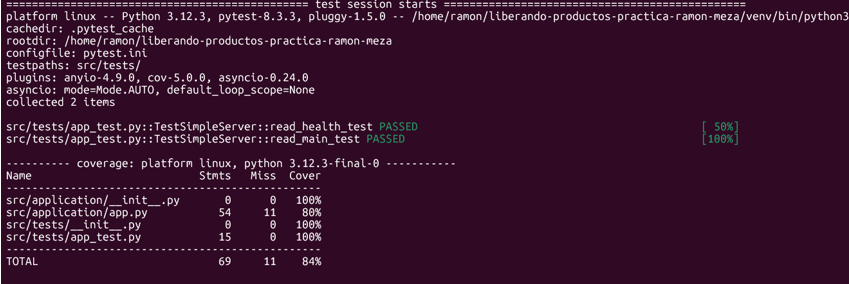 ============================================== test session starts ==============================================
platform linux -- Python 3.12.3, pytest-8.3.3, pluggy-1.5.0 -- /home/ramon/liberando-productos-practica-ramon-meza/venv/bin/python3
cachedir: .pytest_cache
rootdir: /home/ramon/liberando-productos-practica-ramon-meza
configfile: pytest.ini
testpaths: src/tests/
plugins: anyio-4.9.0, cov-5.0.0, asyncio-0.24.0
asyncio: mode=Mode.AUTO, default_loop_scope=None
collected 2 items
src/tests/app_test.py::TestSimpleServer::read_health_test PASSED [ 50%]
src/tests/app_test.py::TestSimpleServer::read_main_test PASSED [100%]
---------- coverage: platform linux, python 3.12.3-final-0 -----------
Name Stmts Miss Cover
-------------------------------------------------
src/application/__init__.py 0 0 100%
src/application/app.py 54 11 80%
src/tests/__init__.py 0 0 100%
src/tests/app_test.py 15 0 100%
-------------------------------------------------
TOTAL 69 11 84%